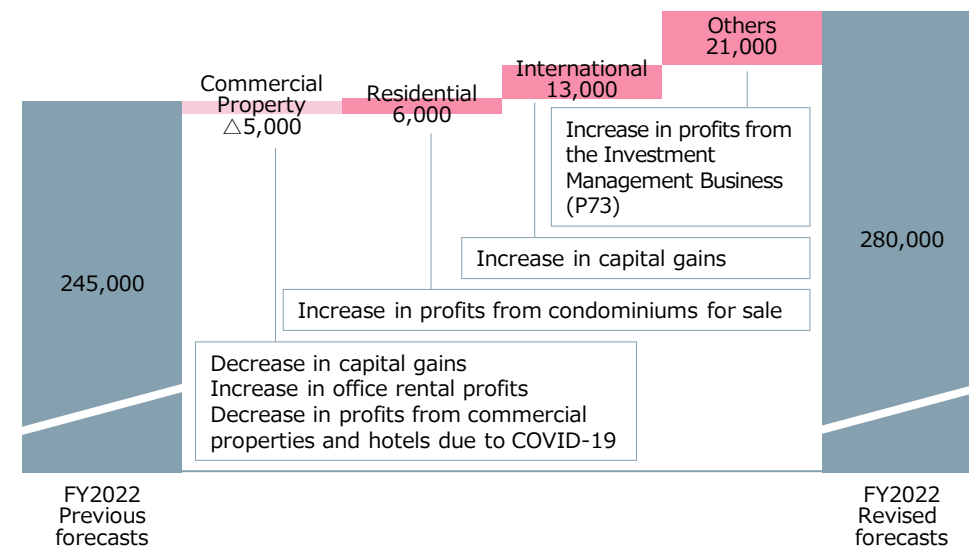 Others
21,000
International
13,000
Commercial
Property
△5,000
Residential
6,000
Increase in profits from
the Investment
Management Business
(P73)
280,000
Increase in capital gains
245,000
Increase in profits from condominiums for sale
Decrease in capital gains
Increase in office rental profits
Decrease in profits from commercial
properties and hotels due to COVID-19
FY2022
Previous
forecasts
FY2022
Revised
forecasts